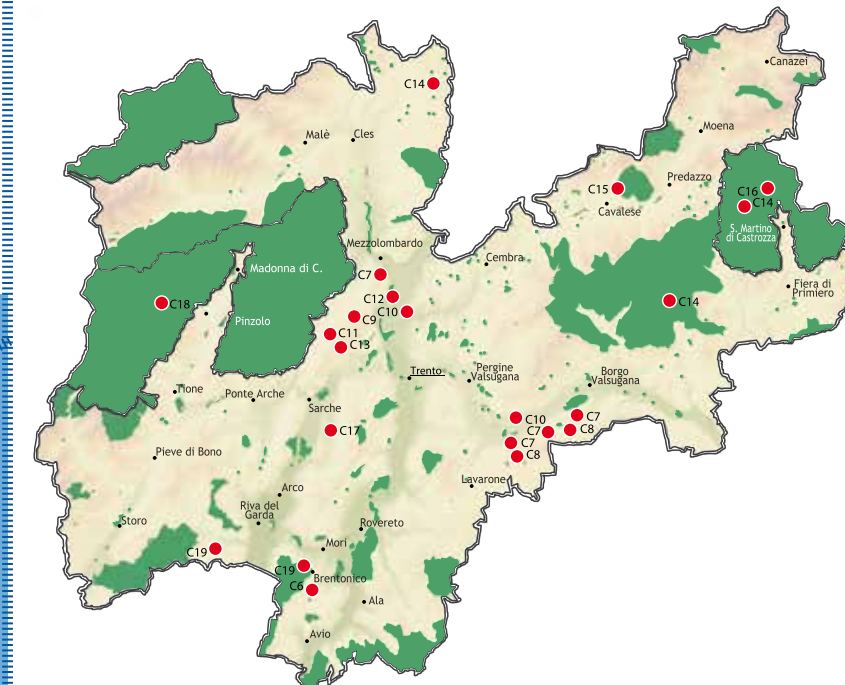 Canazei
C14
Moena
Malè
Cles
Predazzo
C15
C16
C14
Cavalese
S. Martino
di Castrozza
Mezzolombardo
Cembra
Madonna di C.
C7
Fiera di
Primiero
C12
C18
C14
C10
C9
Pinzolo
C11
C13
Trento
Pergine
Valsugana
Borgo
Valsugana
Tione
Ponte Arche
Sarche
C10
C7
C17
C7
C8
C7
Pieve di Bono
C8
Lavarone
Arco
Riva del
Garda
Storo
Rovereto
Mori
C19
C19
Brentonico
C6
Ala
Avio